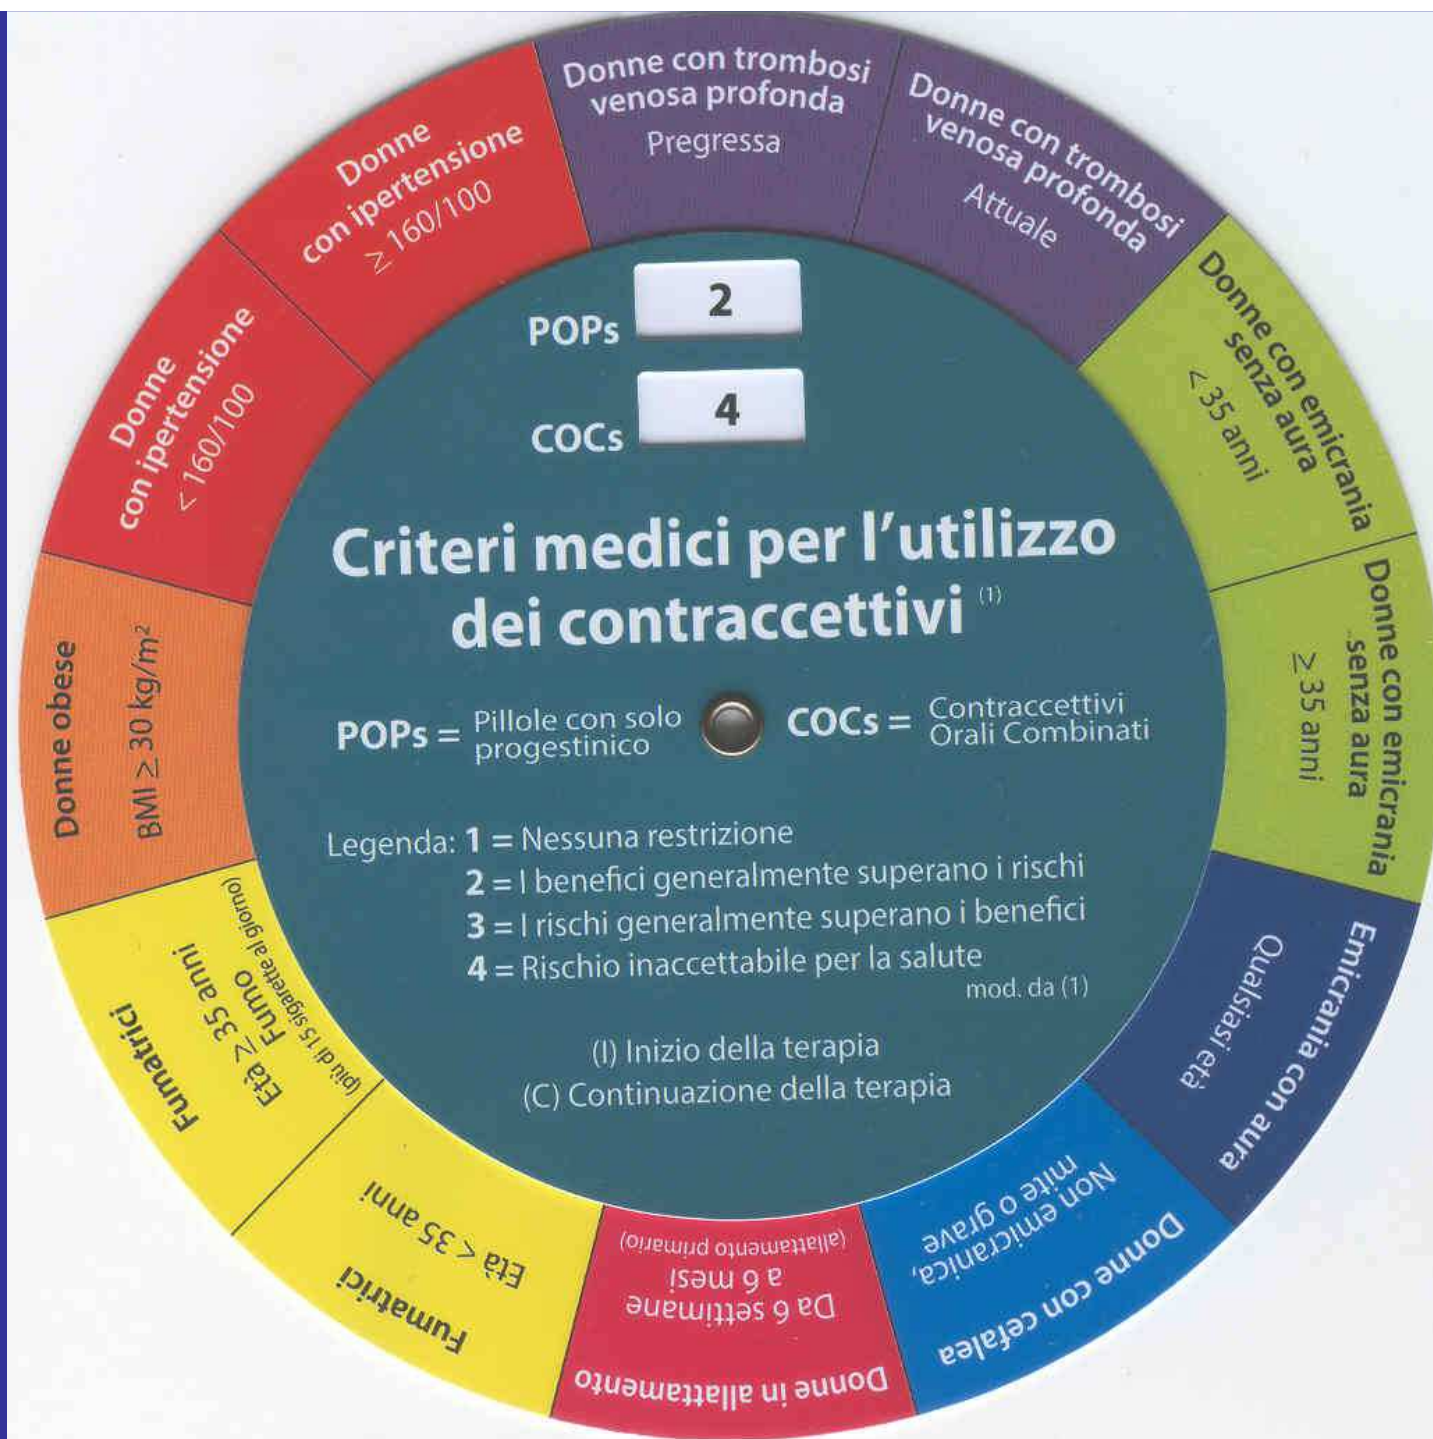 Donne con trombosi
venosa profonda
Pregressa
Donne con trombosi
venosa profonda
Attuale
Donne con emicrania
senza aura
< 35 anni
Donne con emicrania
senza aura
≥ 35 anni
Emicrania con aura
Qualsiasi età
Donne con cefalea
Non emicranica,
mite o grave
Donne in allattamento
Da 6 settimane
a 6 mesi
(allattamento primario)
Fumatrici
Età < 35 anni
Fumatrici
Età ≥ 35 anni
Fumo
(più di 15 sigarette al giorno)
Donne obese
BMI ≥ 30 kg/m²
Donne
con ipertensione
< 160/100
Donne
con ipertensione
≥ 160/100
POPs 2
COCs 4
Criteri medici per l'utilizzo
dei contraccettivi (1)
POPs = Pillole con solo
progestinico
COCs = Contraccettivi
Orali Combinati
Legenda: 1 = Nessuna restrizione
2 = I benefici generalmente superano i rischi
3 = I rischi generalmente superano i benefici
4 = Rischio inaccettabile per la salute
mod. da (1)
(I) Inizio della terapia
(C) Continuazione della terapia